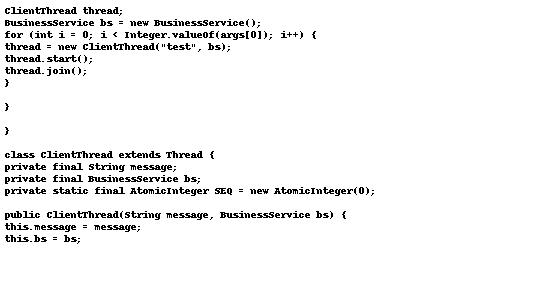 ClientThread thread;
BusinessService bs = new BusinessService();
for (int i = 0; i < Integer.valueOf(args[0]); i++) {
thread = new ClientThread("test", bs);
thread.start();
thread.join();
}
}
}
class ClientThread extends Thread {
private final String message;
private final BusinessService bs;
private static final AtomicInteger SEQ = new AtomicInteger(0);
public ClientThread(String message, BusinessService bs) {
this.message = message;
this.bs = bs;